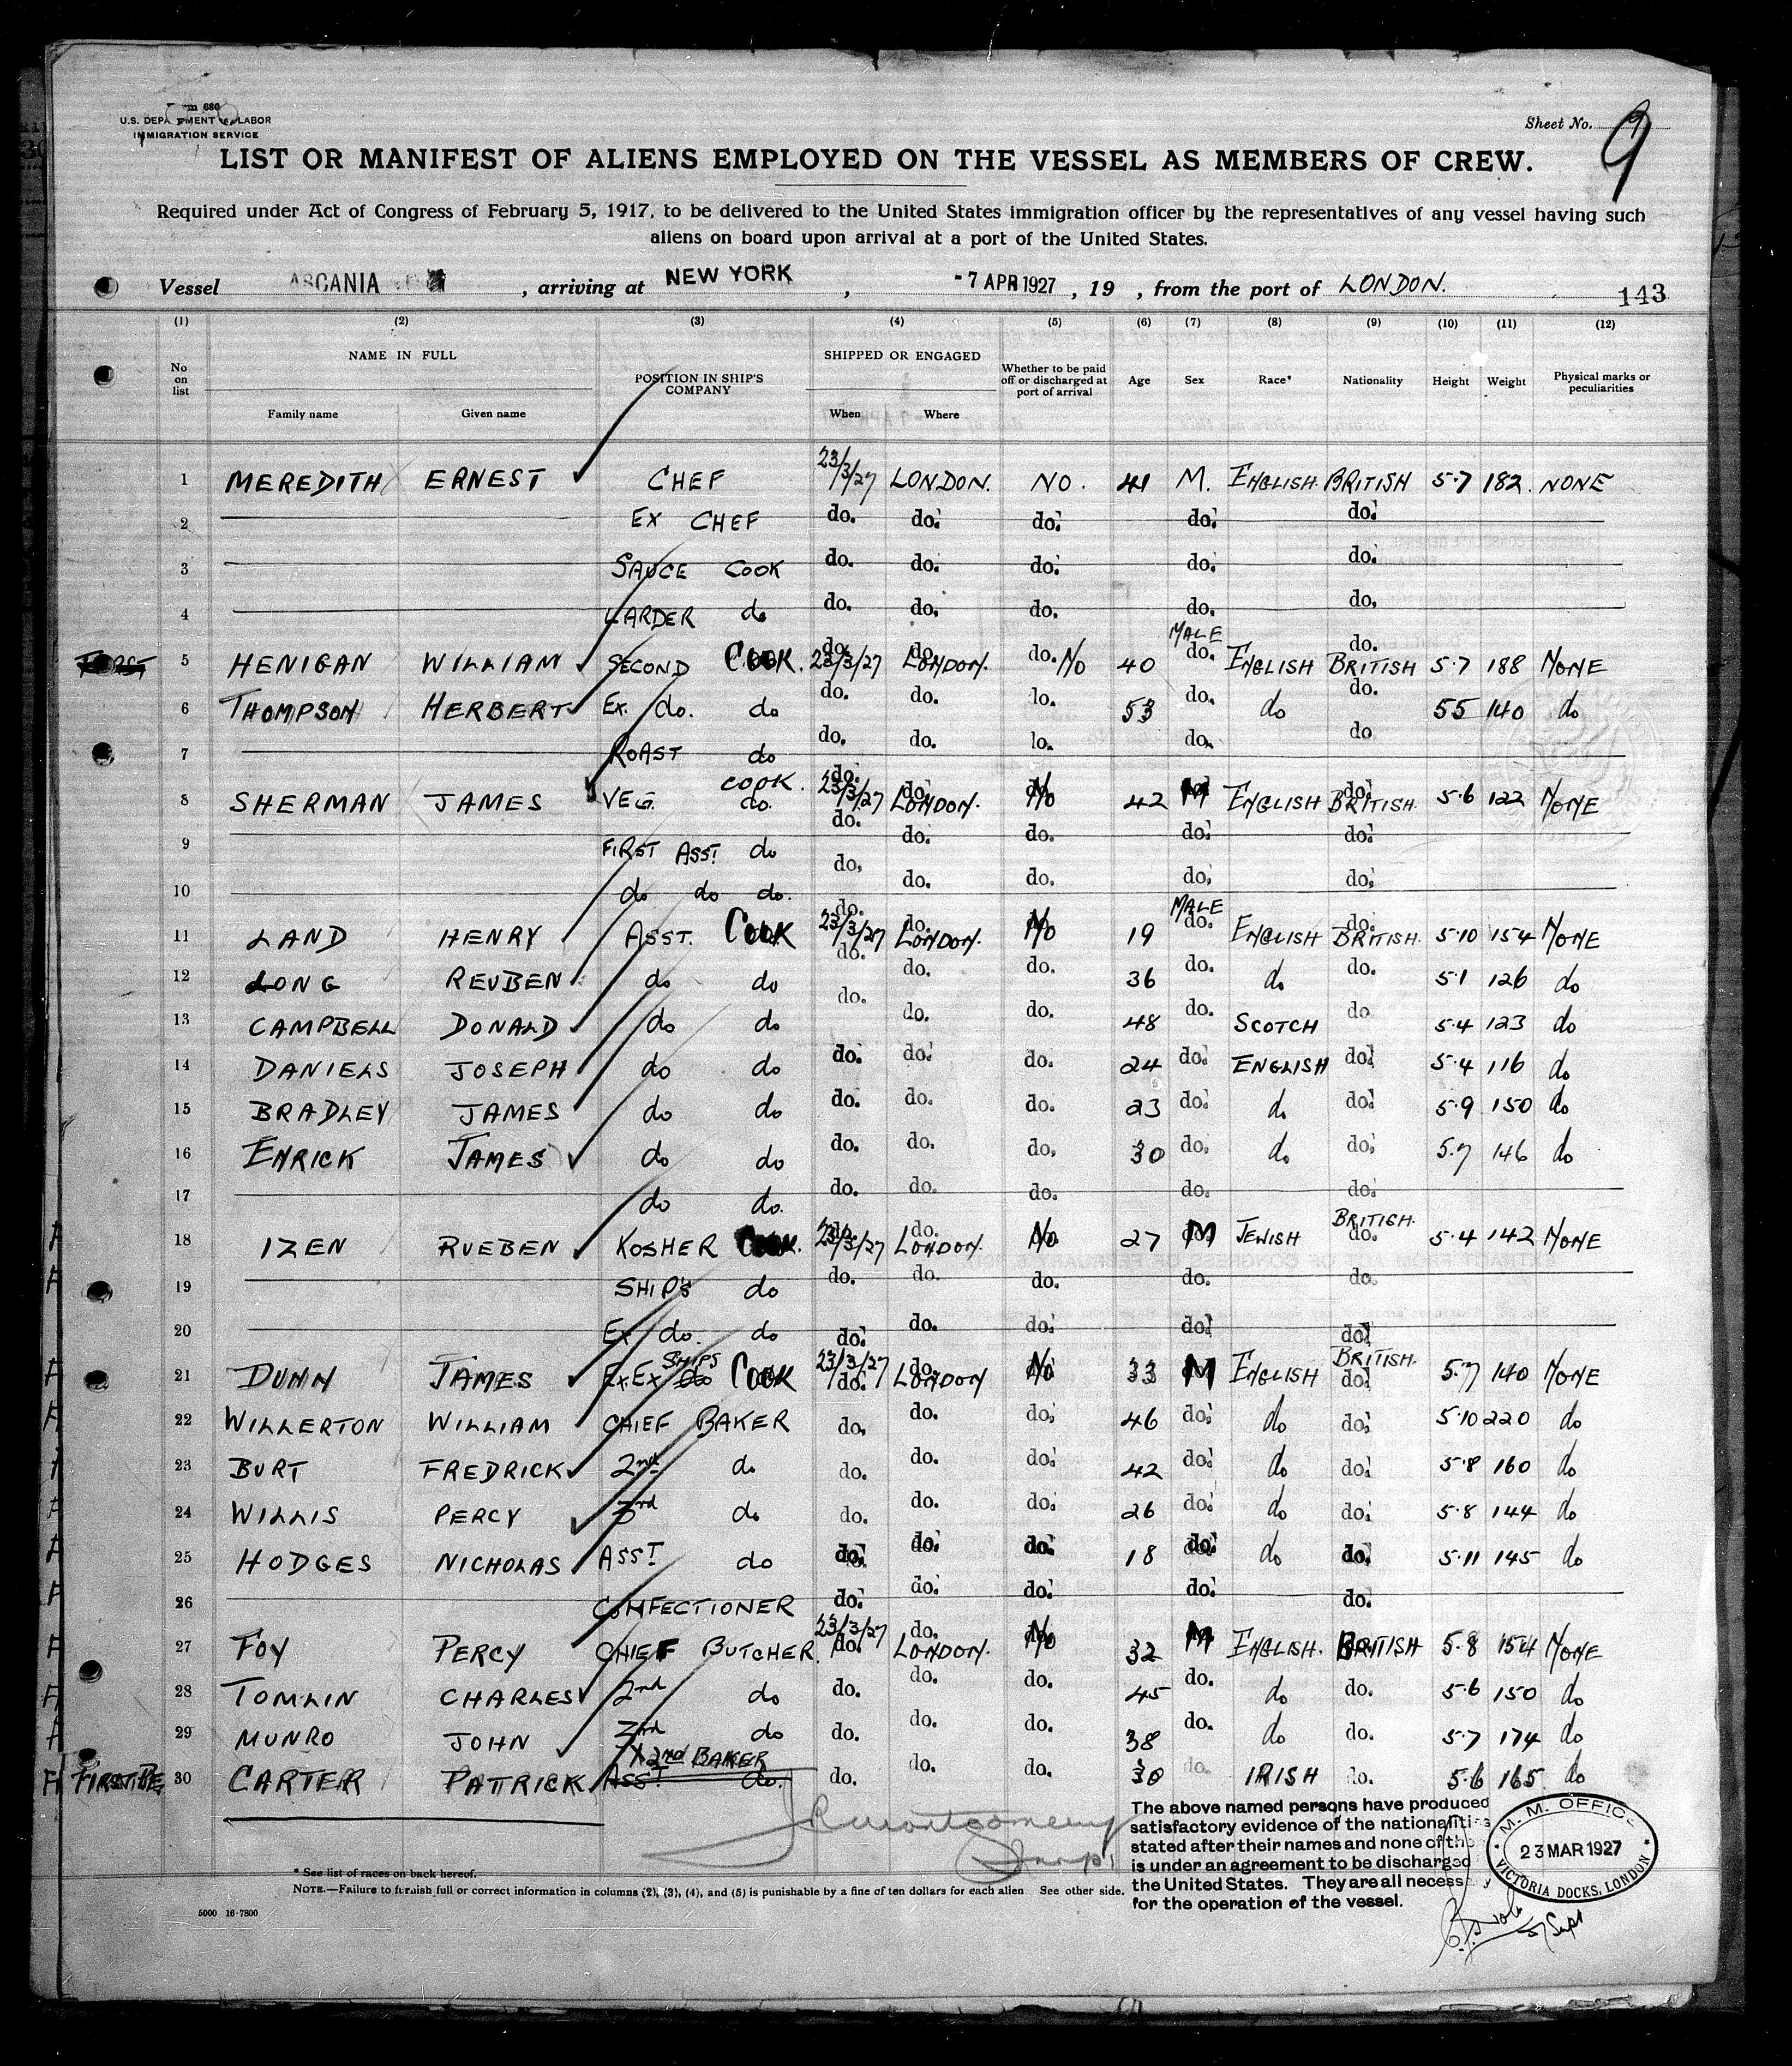 Form 680
U.S. DEPARTMENT OF LABOR
IMMIGRATION SERVICE
Sheet No. 9
LIST OR MANIFEST OF ALIENS EMPLOYED ON THE VESSEL AS MEMBERS OF CREW.
Required under Act of Congress of February 5, 1917, to be delivered to the United States immigration officer by the representatives of any vessel having such
aliens on board upon arrival at a port of the United States.
Vessel ASCANIA, arriving at NEW YORK, -7 APR 1927, 19 , from the port of LONDON.
143
(1) (2) (3) (4) (5) (6) (7) (8) (9) (10) (11) (12)
No on list NAME IN FULL Family name Given name POSITION IN SHIP'S COMPANY SHIPPED OR ENGAGED When Where Whether to be paid off or discharged at port of arrival Age Sex Race* Nationality Height Weight Physical marks or peculiarities
1 MEREDITH ERNEST CHEF 23/3/27 LONDON. NO. 41 M. ENGLISH BRITISH 5·7 182. NONE
2 EX CHEF do. do. do. do. do.
3 SAUCE COOK do. do. do. do. do.
4 LARDER do do. do. do. do. do.
5 HENIGAN WILLIAM SECOND COOK. 23/3/27 LONDON. do. NO 40 MALE do. ENGLISH do. BRITISH 5·7 188 NONE
6 THOMPSON HERBERT Ex. do. do do. do. do. 53 do. do do. 55 140 do
7 ROAST do do. do. do. do. do
8 SHERMAN JAMES VEG. COOK. do. 23/3/27 LONDON. NO 42 M ENGLISH BRITISH. 5·6 122 NONE
9 FIRST ASST. do do. do. do. do. do.
10 do do do. do. do. do. do. do.
11 LAND HENRY ASST. COOK 23/3/27 LONDON. NO 19 MALE do. ENGLISH BRITISH. 5·10 154 NONE
12 LONG REUBEN do do do. do. do. 36 do. do do. 5·1 126 do
13 CAMPBELL DONALD do do do. do. 48 do. SCOTCH do 5·4 123 do
14 DANIELS JOSEPH do do do. do. do. 24 do. ENGLISH do. 5·4 116 do
15 BRADLEY JAMES do do do. do. do. 23 do. do do. 5·9 150 do
16 ENRICK JAMES do do do. do. do. 30 do. do do. 5·7 146 do
17 do do. do. do. do. do. do.
18 IZEN RUEBEN KOSHER COOK. 23/3/27 LONDON. NO 27 M JEWISH BRITISH. do. 5·4 142 NONE
19 SHIP'S do do. do. do. do. do.
20 Ex do. do do. do. do. do. do.
21 DUNN JAMES Ex Ex SHIPS do COOK 23/3/27 do. LONDON NO 33 M ENGLISH BRITISH. do. 5·7 140 NONE
22 WILLERTON WILLIAM CHIEF BAKER do. do. do. 46 do. do do. 5·10 220 do
23 BURT FREDRICK 2nd do do. do. do. 42 do. do do. 5·8 160 do
24 WILLIS PERCY 3rd do do. do. do. 26 do. do do. 5·8 144 do
25 HODGES NICHOLAS ASST do do. do. do. 18 do. do do. 5·11 145 do
26 CONFECTIONER do. do. do. do. do.
27 FOY PERCY CHIEF BUTCHER. 23/3/27 do. do. LONDON. NO 32 M ENGLISH. BRITISH 5·8 154 NONE
28 TOMLIN CHARLES 2nd do do. do. do. 45 do. do do. 5·6 150 do
29 MUNRO JOHN 3rd do do. do. do. 38 do. do do. 5·7 174 do
30 CARTER PATRICK X 2nd BAKER ASST do. do. do. do. 30 do. IRISH do. 5·6 165 do
The above named persons have produced
satisfactory evidence of the nationalities
stated after their names and none of the
is under an agreement to be discharged
the United States. They are all necessary
for the operation of the vessel.
M. M. OFFICE
23 MAR 1927
VICTORIA DOCKS, LONDON
* See list of races on back hereof.
NOTE.—Failure to furnish full or correct information in columns (2), (3), (4), and (5) is punishable by a fine of ten dollars for each alien See other side.
5000 16-7800